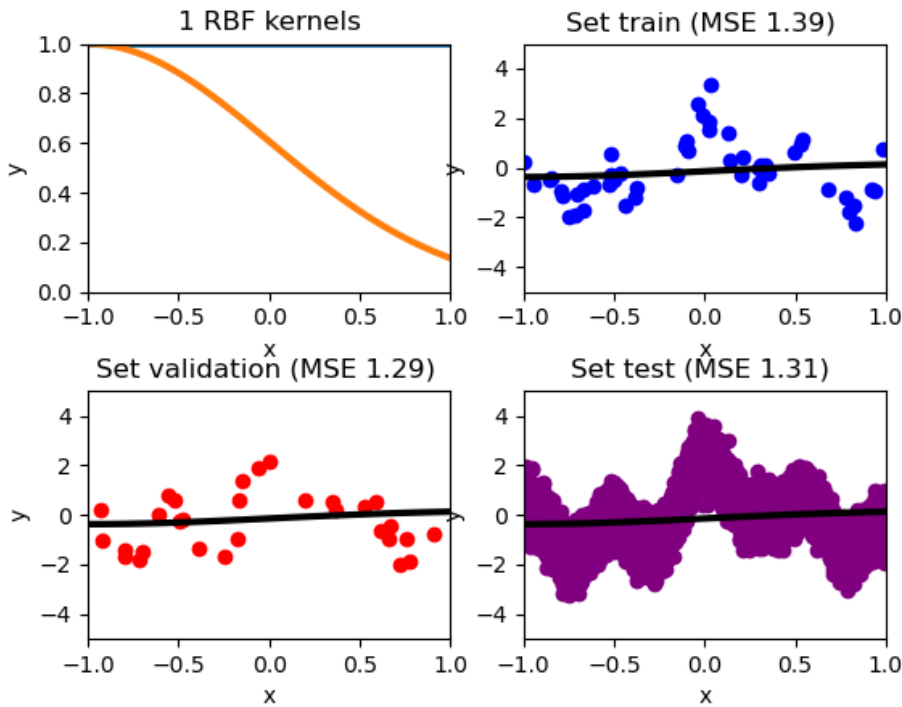 1 RBF kernels
1.0
0.8
0.6
0.4
0.2
0.0
y
−1.0 −0.5 0.0 0.5 1.0
x
Set train (MSE 1.39)
4
2
0
−2
−4
y
−1.0 −0.5 0.0 0.5 1.0
x
Set validation (MSE 1.29)
4
2
0
−2
−4
y
−1.0 −0.5 0.0 0.5 1.0
x
Set test (MSE 1.31)
4
2
0
−2
−4
y
−1.0 −0.5 0.0 0.5 1.0
x